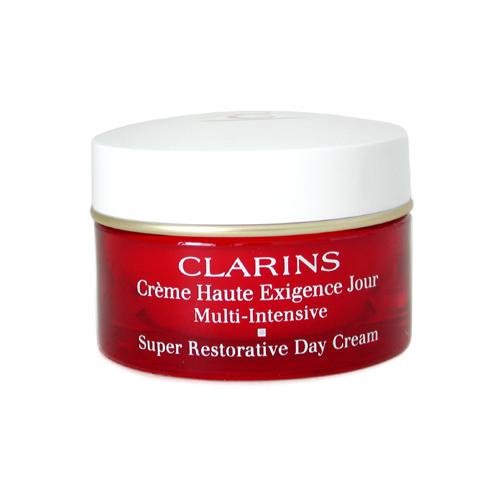 CLARINS
Crème Haute Exigence Jour
Multi-Intensive
Super Restorative Day Cream